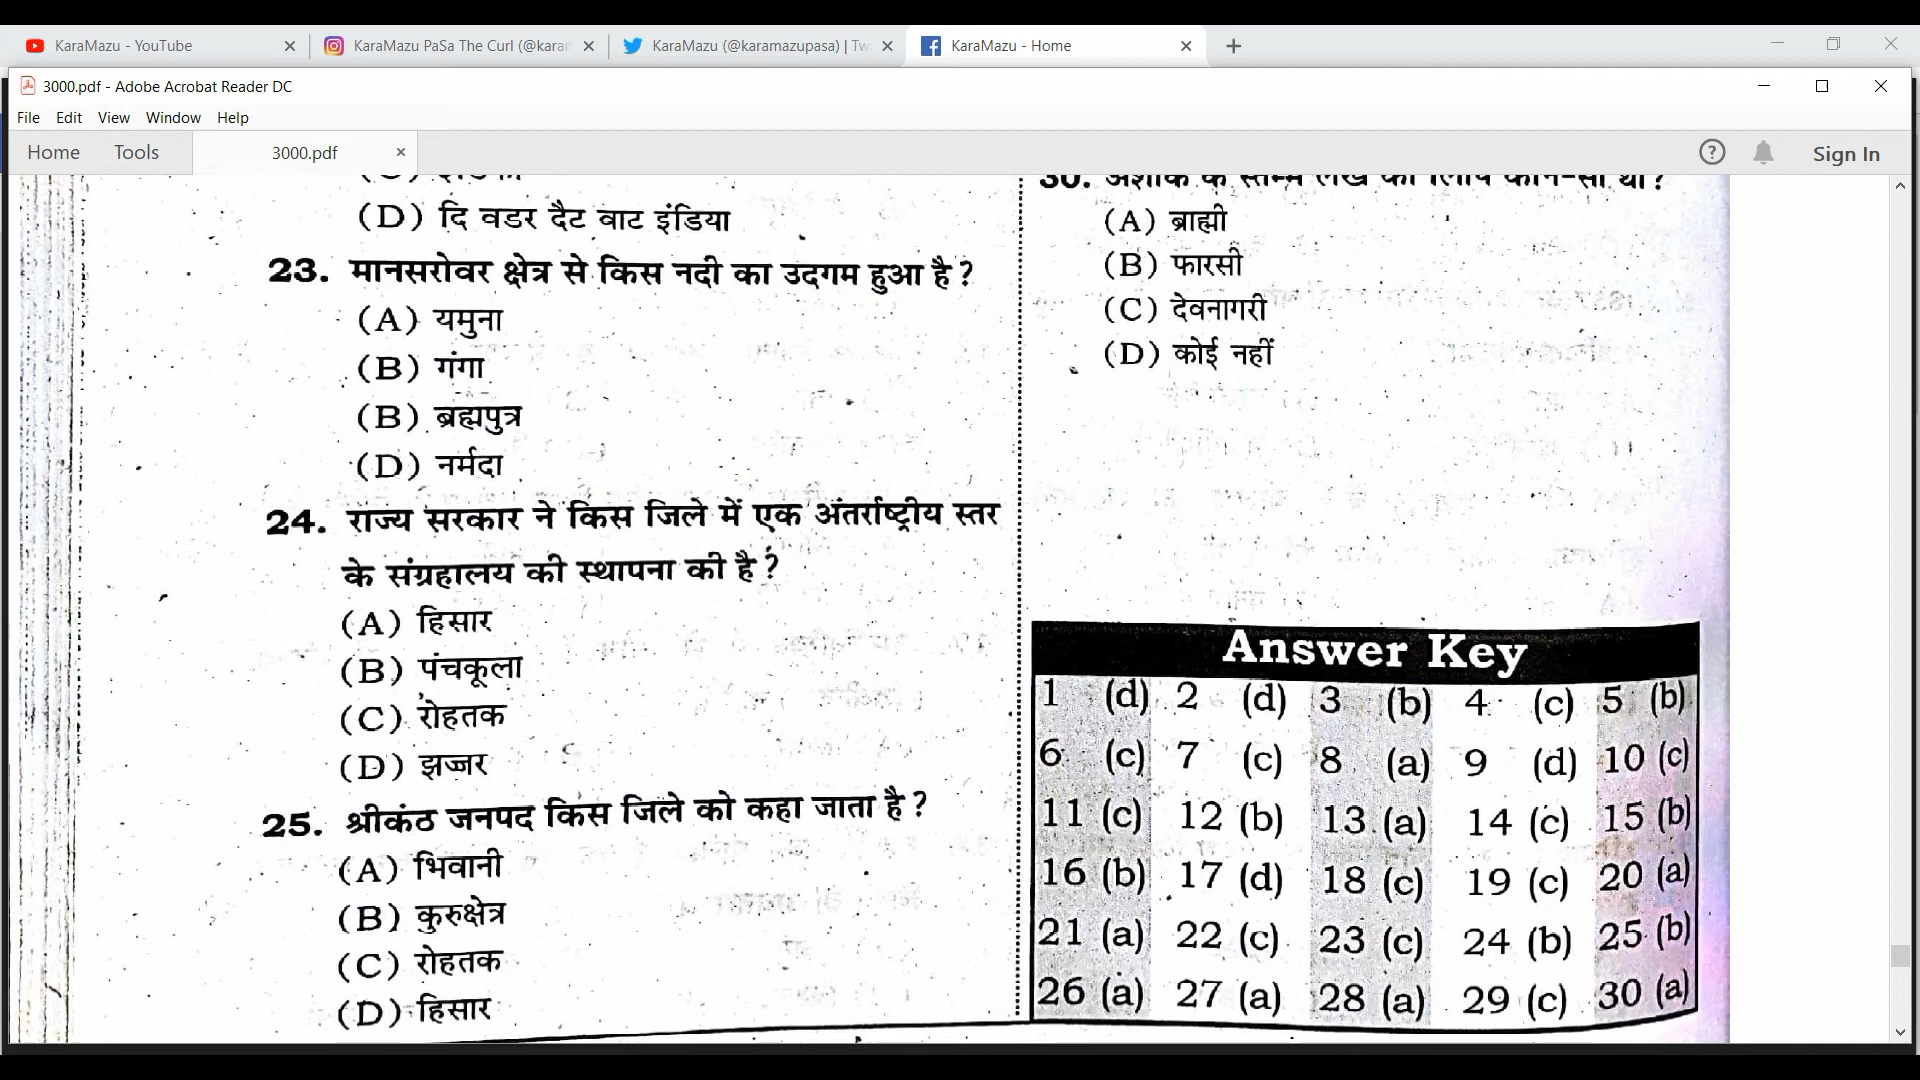 KaraMazu - YouTube
KaraMazu PaSa The Curl (@karam
KaraMazu (@karamazupasa) | Tw
KaraMazu - Home
3000.pdf - Adobe Acrobat Reader DC
File Edit View Window Help
Home Tools 3000.pdf Sign In
(D) दि वडर दैट वाट इंडिया
23. मानसरोवर क्षेत्र से किस नदी का उदगम हुआ है ?
(A) यमुना
(B) गंगा
(B) ब्रह्मपुत्र
(D) नर्मदा
24. राज्य सरकार ने किस जिले में एक अंतर्राष्ट्रीय स्तर
के संग्रहालय की स्थापना की है ?
(A) हिसार
(B) पंचकूला
(C) रोहतक
(D) झज्जर
25. श्रीकंठ जनपद किस जिले को कहा जाता है ?
(A) भिवानी
(B) कुरुक्षेत्र
(C) रोहतक
(D) हिसार
30. अशोक के स्तम्भ लेख की लिपि कौन-सी थी ?
(A) ब्राह्मी
(B) फारसी
(C) देवनागरी
(D) कोई नहीं
Answer Key
1 (d) 2 (d) 3 (b) 4 (c) 5 (b)
6 (c) 7 (c) 8 (a) 9 (d) 10 (c)
11 (c) 12 (b) 13 (a) 14 (c) 15 (b)
16 (b) 17 (d) 18 (c) 19 (c) 20 (a)
21 (a) 22 (c) 23 (c) 24 (b) 25 (b)
26 (a) 27 (a) 28 (a) 29 (c) 30 (a)